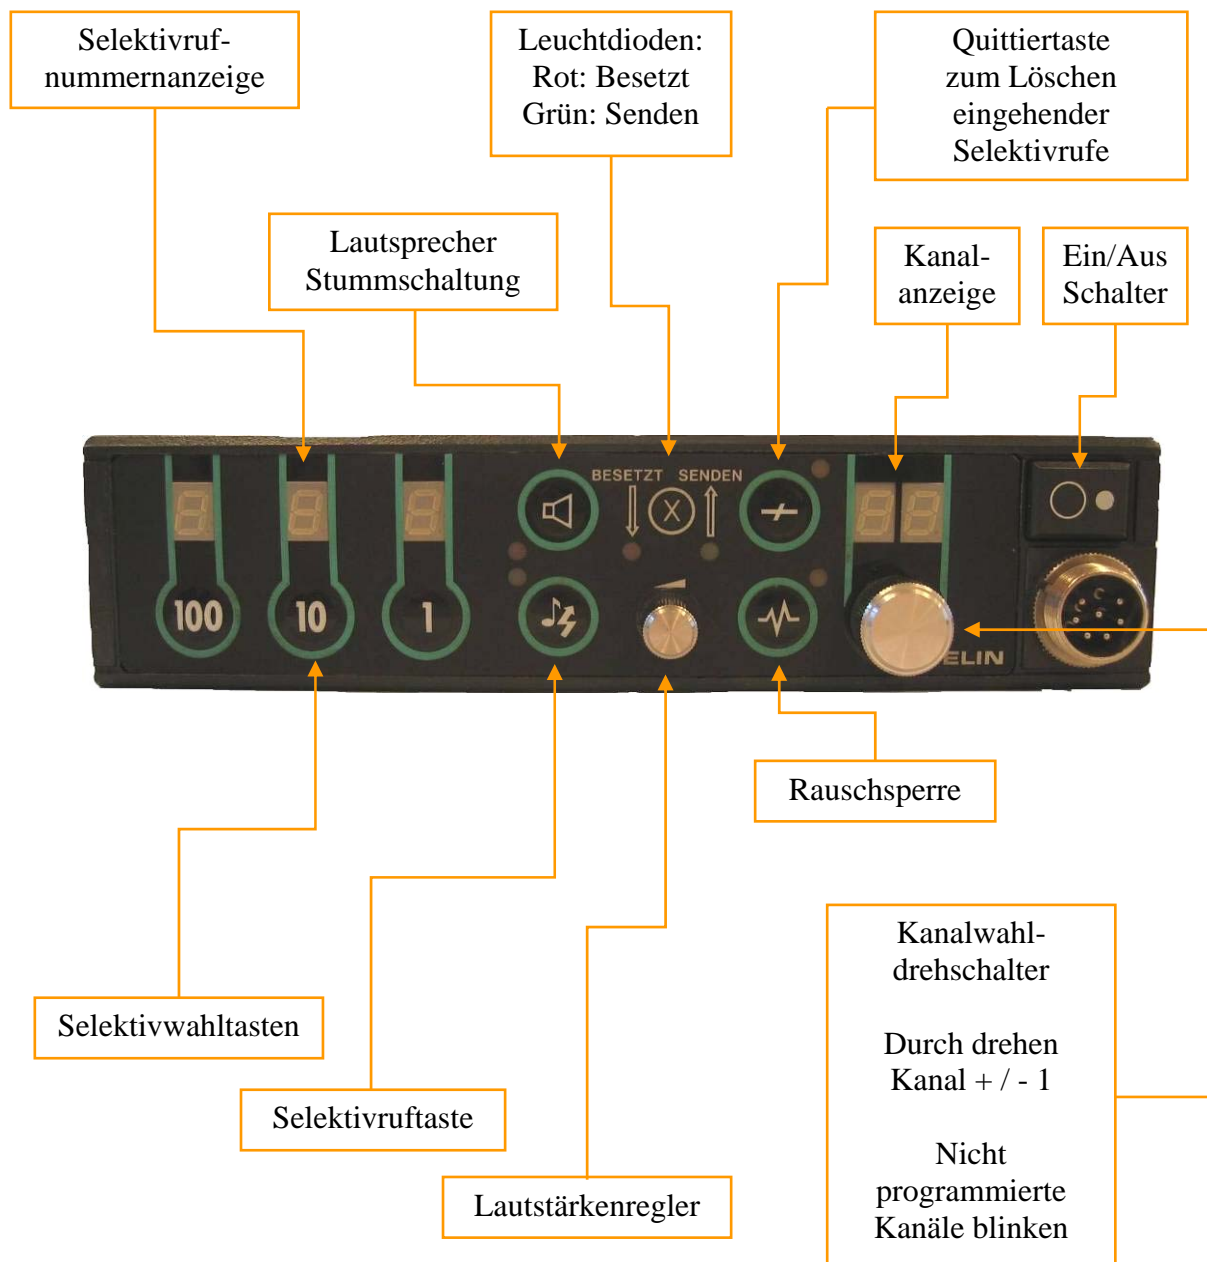 Selektivruf-
nummernanzeige
Leuchtdioden:
Rot: Besetzt
Grün: Senden
Quittiertaste
zum Löschen
eingehender
Selektivrufe
Lautsprecher
Stummschaltung
Kanal-
anzeige
Ein/Aus
Schalter
BESETZT SENDEN
X
100
10
1
ELIN
Rauschsperre
Kanalwahl-
drehschalter
Durch drehen
Kanal + / - 1
Nicht
programmierte
Kanäle blinken
Selektivwahltasten
Selektivruftaste
Lautstärkenregler